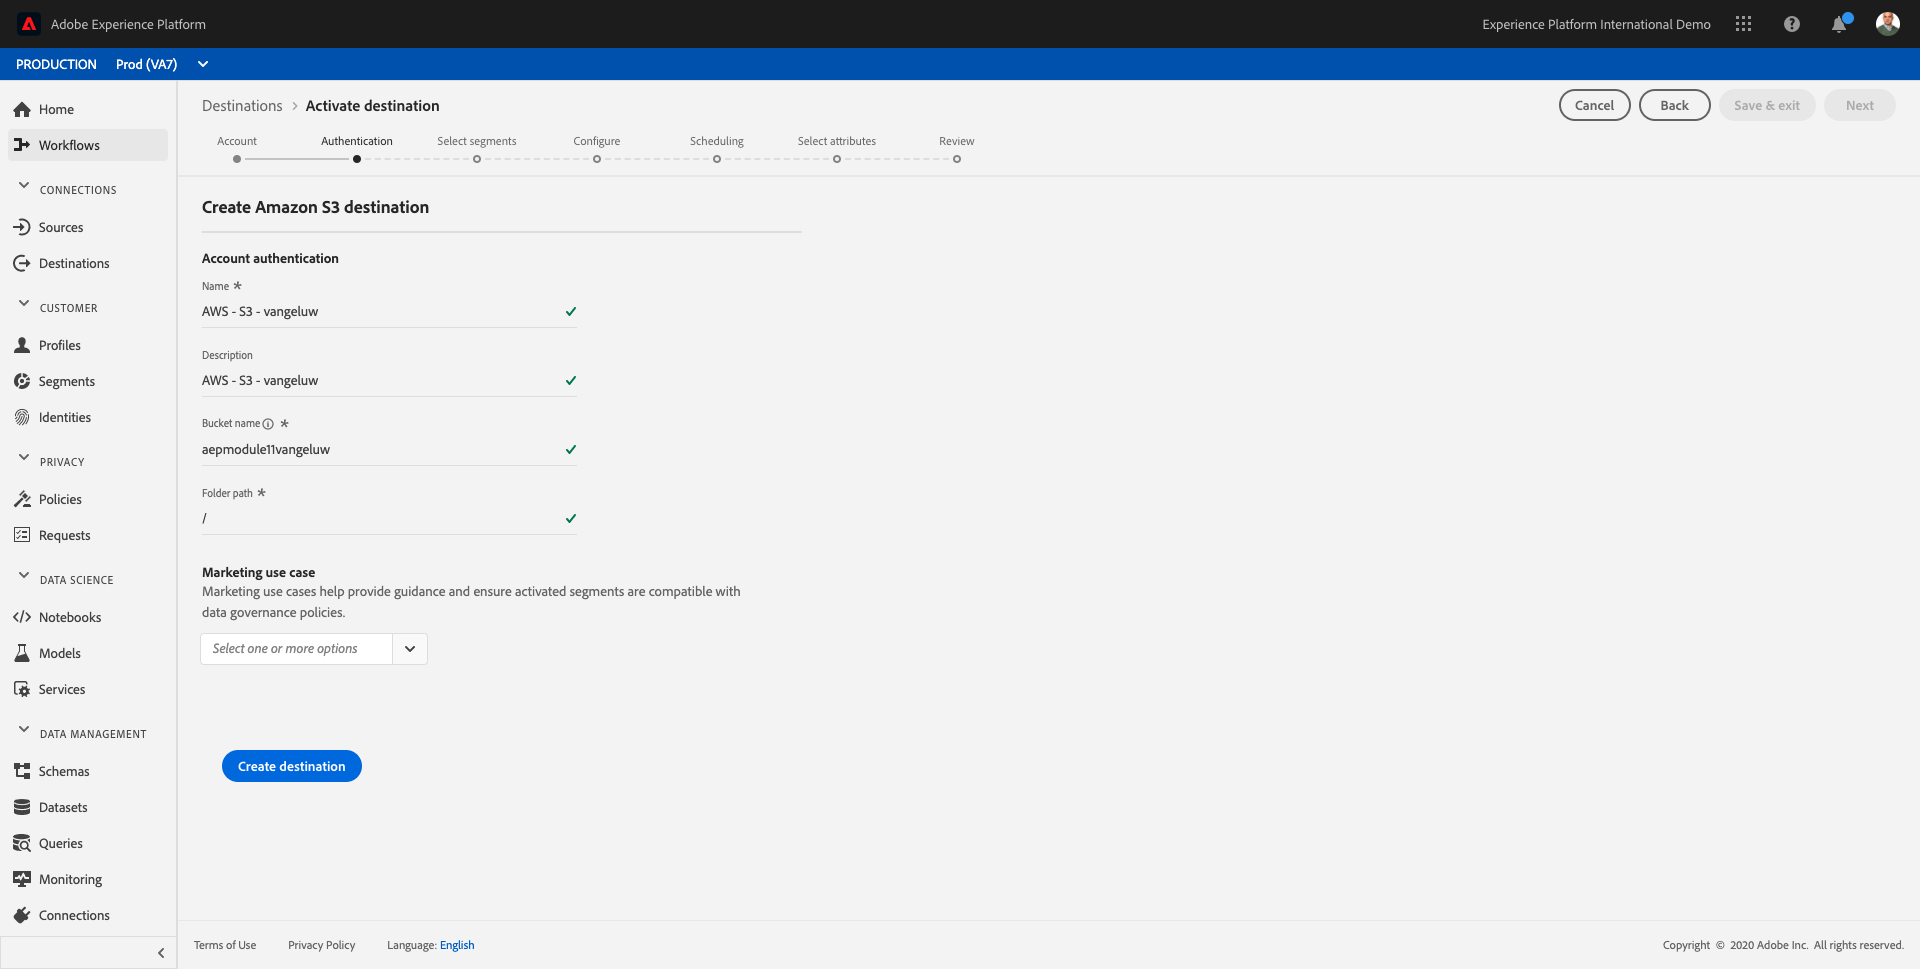 Adobe Experience Platform
Experience Platform International Demo
PRODUCTION Prod (VA7)
Home
Workflows
CONNECTIONS
Sources
Destinations
CUSTOMER
Profiles
Segments
Identities
PRIVACY
Policies
Requests
DATA SCIENCE
Notebooks
Models
Services
DATA MANAGEMENT
Schemas
Datasets
Queries
Monitoring
Connections
Destinations > Activate destination
Cancel Back Save & exit Next
Account Authentication Select segments Configure Scheduling Select attributes Review
Create Amazon S3 destination
Account authentication
Name *
AWS - S3 - vangeluw
Description
AWS - S3 - vangeluw
Bucket name *
aepmodule11vangeluw
Folder path *
/
Marketing use case
Marketing use cases help provide guidance and ensure activated segments are compatible with
data governance policies.
Select one or more options
Create destination
Terms of Use Privacy Policy Language: English
Copyright © 2020 Adobe Inc. All rights reserved.